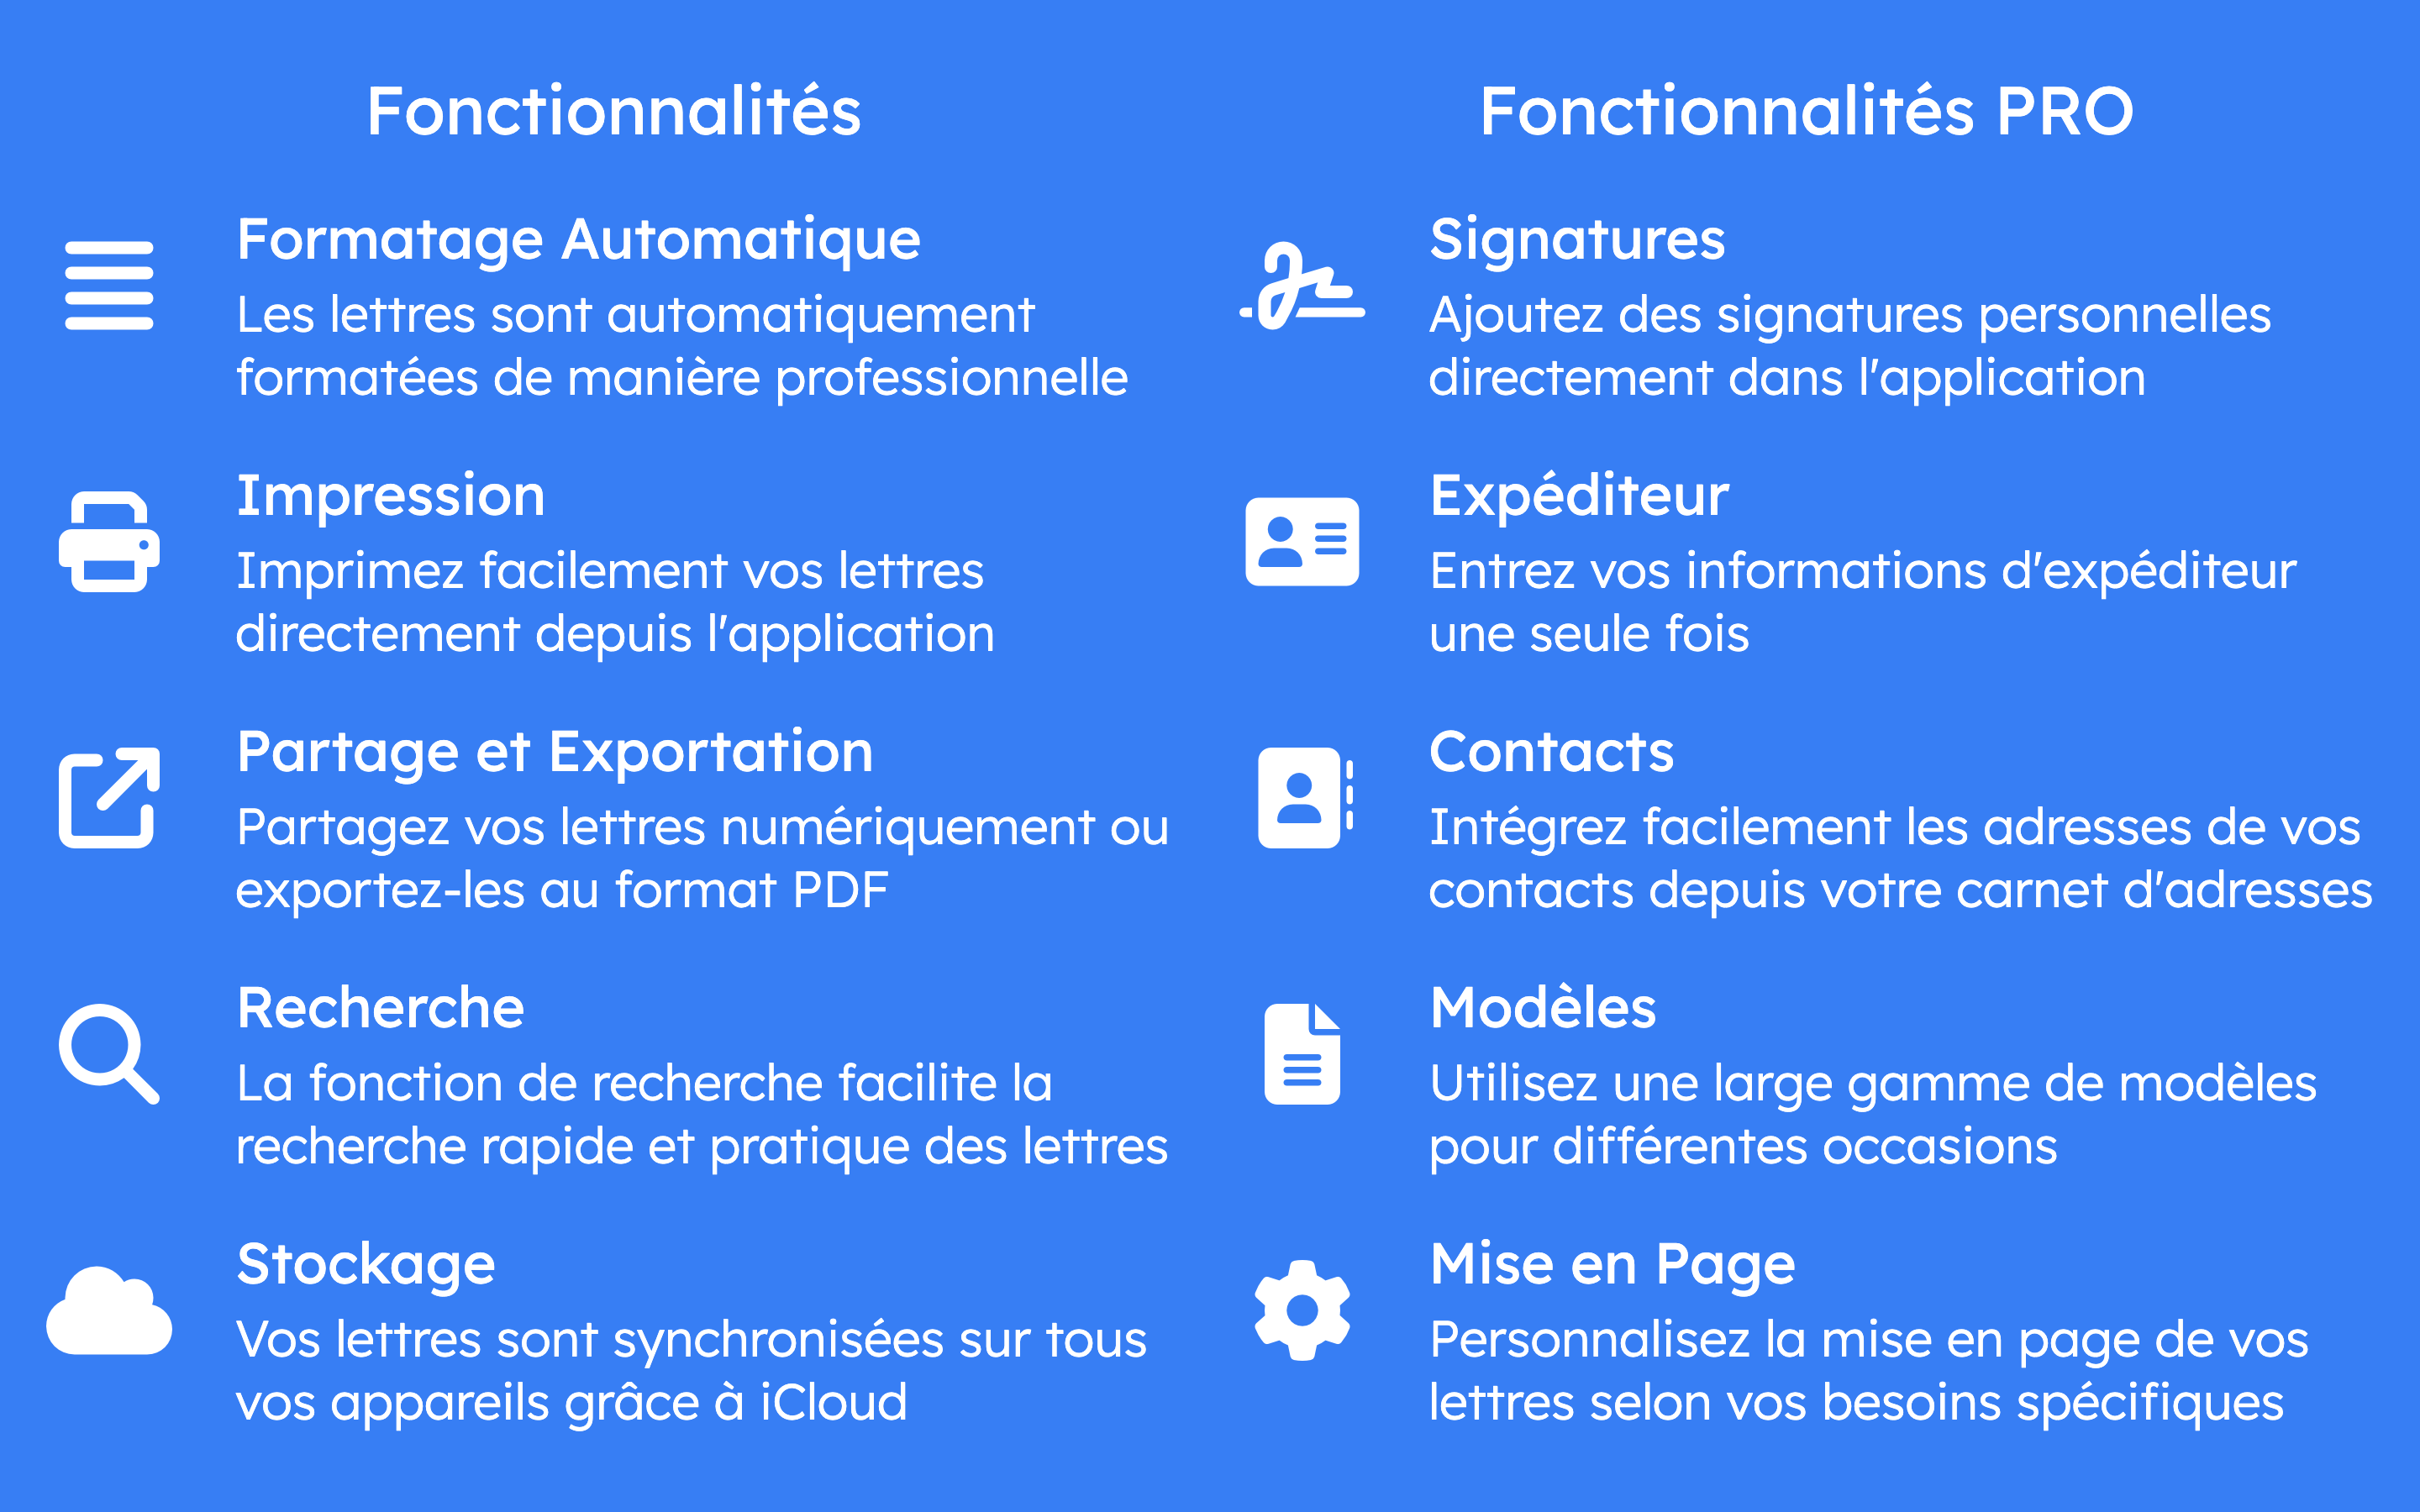 Fonctionnalités
Formatage Automatique
Les lettres sont automatiquement
formatées de manière professionnelle
Impression
Imprimez facilement vos lettres
directement depuis l'application
Partage et Exportation
Partagez vos lettres numériquement ou
exportez-les au format PDF
Recherche
La fonction de recherche facilite la
recherche rapide et pratique des lettres
Stockage
Vos lettres sont synchronisées sur tous
vos appareils grâce à iCloud
Fonctionnalités PRO
Signatures
Ajoutez des signatures personnelles
directement dans l'application
Expéditeur
Entrez vos informations d'expéditeur
une seule fois
Contacts
Intégrez facilement les adresses de vos
contacts depuis votre carnet d'adresses
Modèles
Utilisez une large gamme de modèles
pour différentes occasions
Mise en Page
Personnalisez la mise en page de vos
lettres selon vos besoins spécifiques